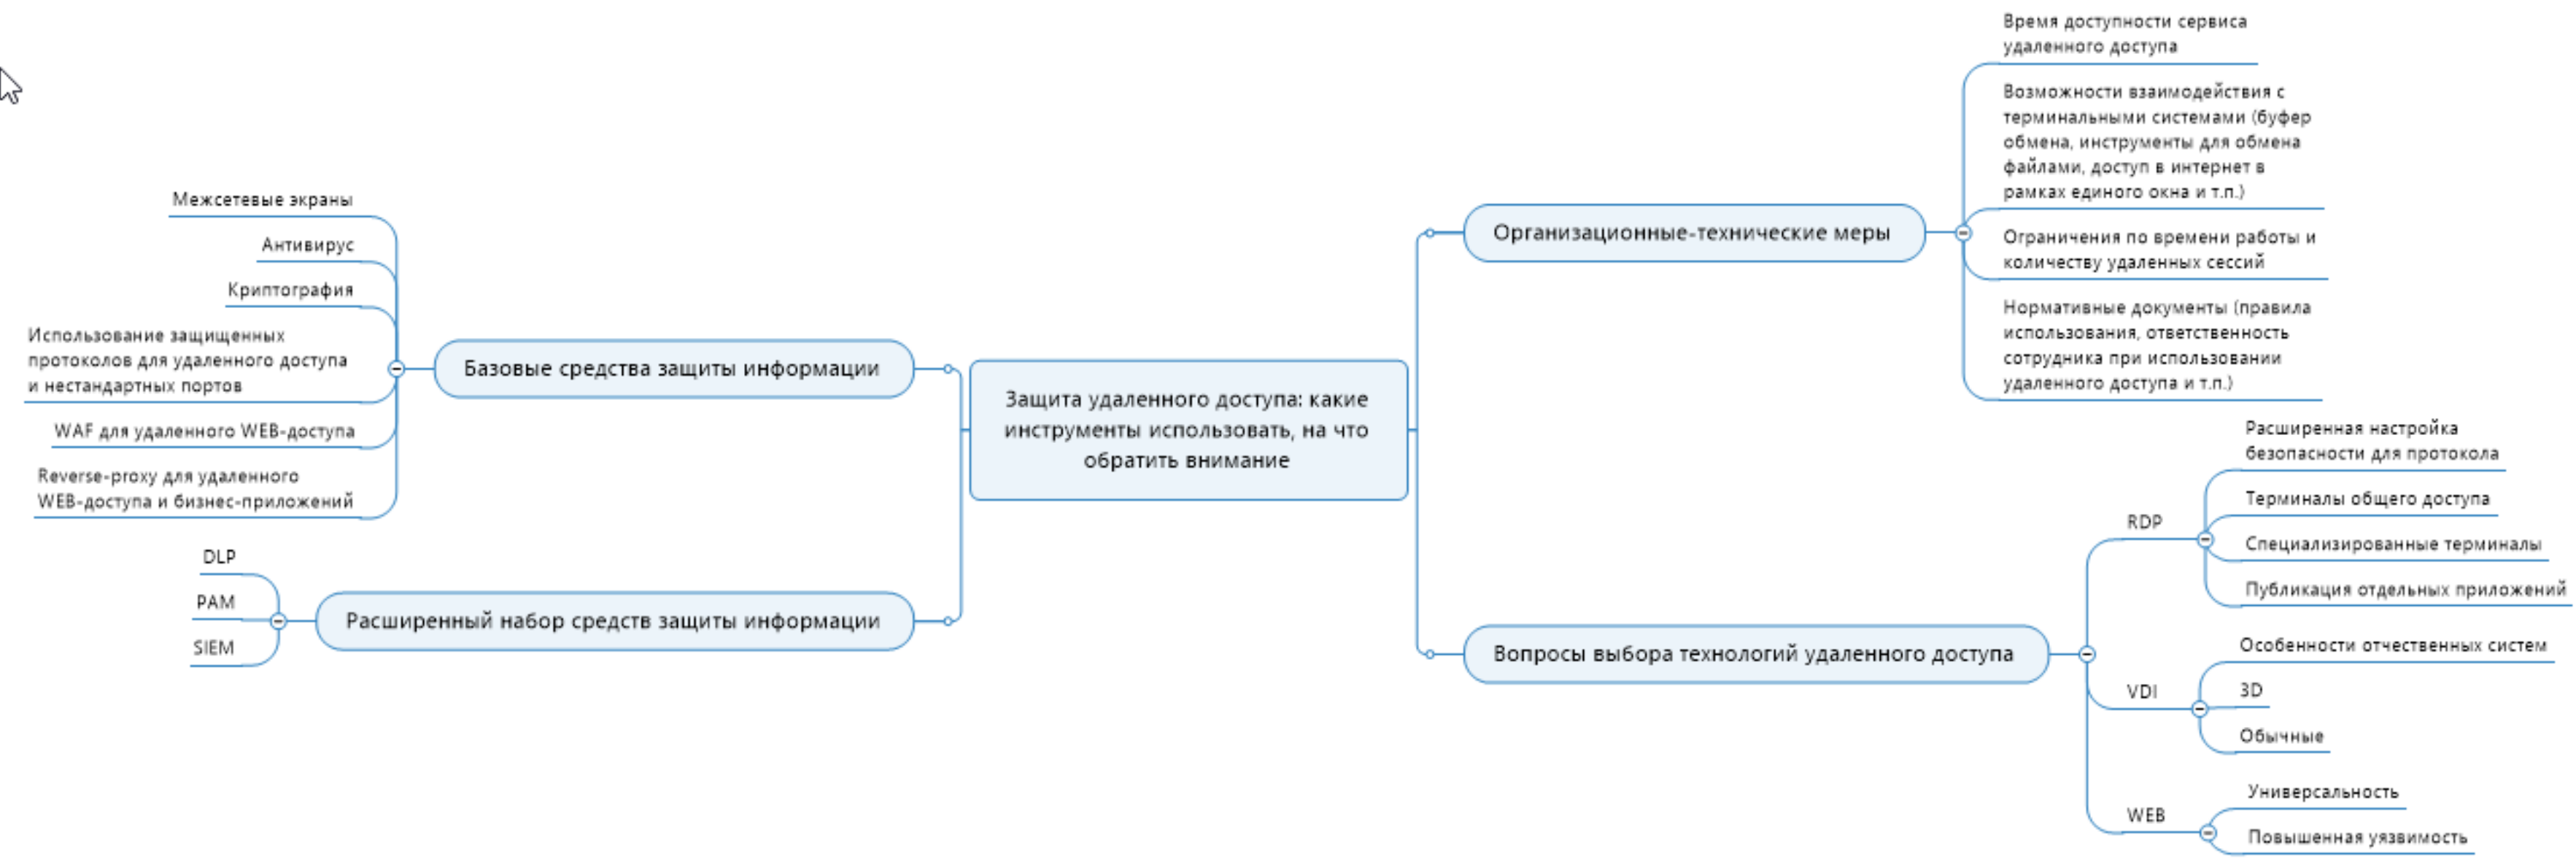 Защита удаленного доступа: какие
инструменты использовать, на что
обратить внимание
Базовые средства защиты информации
Межсетевые экраны
Антивирус
Криптография
Использование защищенных
протоколов для удаленного доступа
и нестандартных портов
WAF для удаленного WEB-доступа
Reverse-proxy для удаленного
WEB-доступа и бизнес-приложений
Расширенный набор средств защиты информации
DLP
PAM
SIEM
Организационные-технические меры
Время доступности сервиса
удаленного доступа
Возможности взаимодействия с
терминальными системами (буфер
обмена, инструменты для обмена
файлами, доступ в интернет в
рамках единого окна и т.п.)
Ограничения по времени работы и
количеству удаленных сессий
Нормативные документы (правила
использования, ответственность
сотрудника при использовании
удаленного доступа и т.п.)
Вопросы выбора технологий удаленного доступа
RDP
Расширенная настройка
безопасности для протокола
Терминалы общего доступа
Специализированные терминалы
Публикация отдельных приложений
VDI
Особенности отчественных систем
3D
Обычные
WEB
Универсальность
Повышенная уязвимость